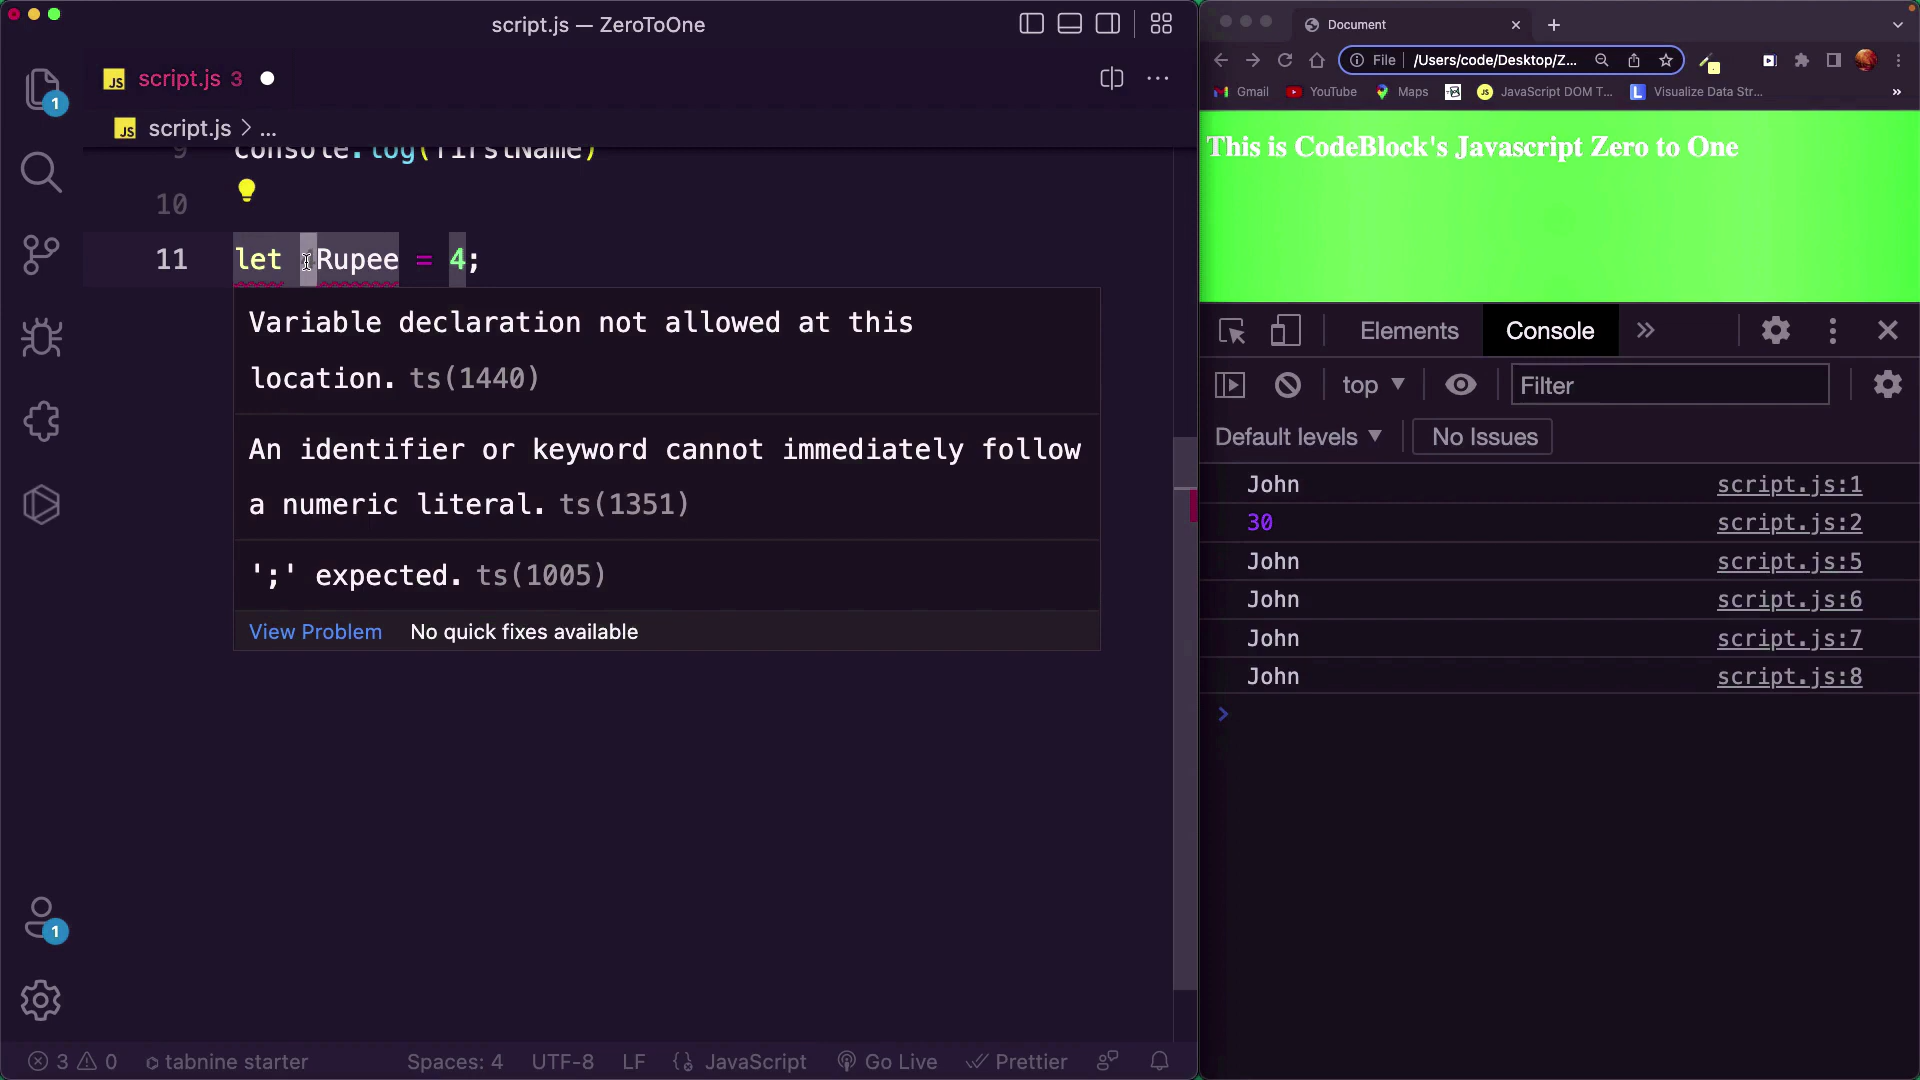 script.js — ZeroToOne
script.js 3
script.js > ...
9 console.log(firstName)
10
11 let Rupee = 4;
Variable declaration not allowed at this
location. ts(1440)
An identifier or keyword cannot immediately follow
a numeric literal. ts(1351)
';' expected. ts(1005)
View Problem No quick fixes available
1
1
3 0 tabnine starter Spaces: 4 UTF-8 LF JavaScript Go Live Prettier
Document
File /Users/code/Desktop/Z...
Gmail YouTube Maps JavaScript DOM T... Visualize Data Str... »
This is CodeBlock's Javascript Zero to One
Elements Console »
top Filter
Default levels No Issues
John script.js:1
30 script.js:2
John script.js:5
John script.js:6
John script.js:7
John script.js:8
>